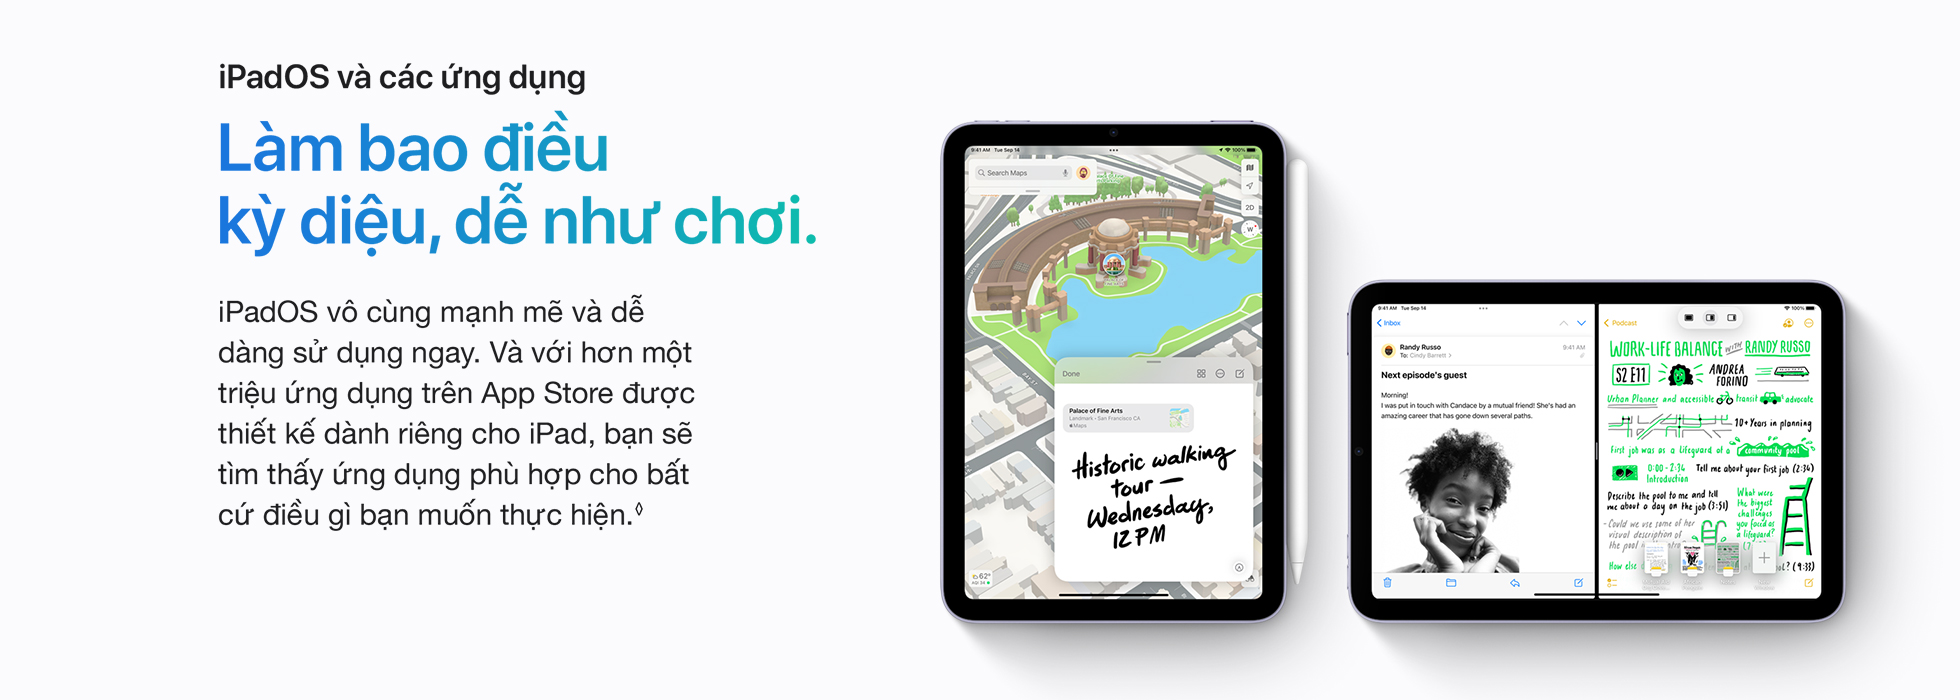 iPadOS và các ứng dụng
Làm bao điều
kỳ diệu, dễ như chơi.
iPadOS vô cùng mạnh mẽ và dễ
dàng sử dụng ngay. Và với hơn một
triệu ứng dụng trên App Store được
thiết kế dành riêng cho iPad, bạn sẽ
tìm thấy ứng dụng phù hợp cho bất
cứ điều gì bạn muốn thực hiện.◊
9:41 AM Tue Sep 14
100%
Search Maps
2D
W
Done
Palace of Fine Arts
Landmark · San Francisco CA
Maps
Historic walking
tour —
Wednesday,
12 PM
62°
AQI 34
9:41 AM Tue Sep 14
100%
Inbox
Randy Russo
9:41 AM
To: Cindy Barrett >
Next episode's guest
Morning!
I was put in touch with Candace by a mutual friend! She's had an
amazing career that has gone down several paths.
Podcast
WORK-LIFE BALANCE WITH RANDY RUSSO
S2 E11
ANDREA
FORINO
Urban Planner and accessible transit advocate
10+ Years in planning
First job was as a lifeguard of a community pool
0:00 - 2:34
Introduction
Tell me about your first job (2:34)
Describe the pool to me and tell
me about a day on the job (3:51)
What were
the biggest
challenges
you faced as
a lifeguard?
- Could we use some of her
visual description of
the pool
How else
? (9:33)